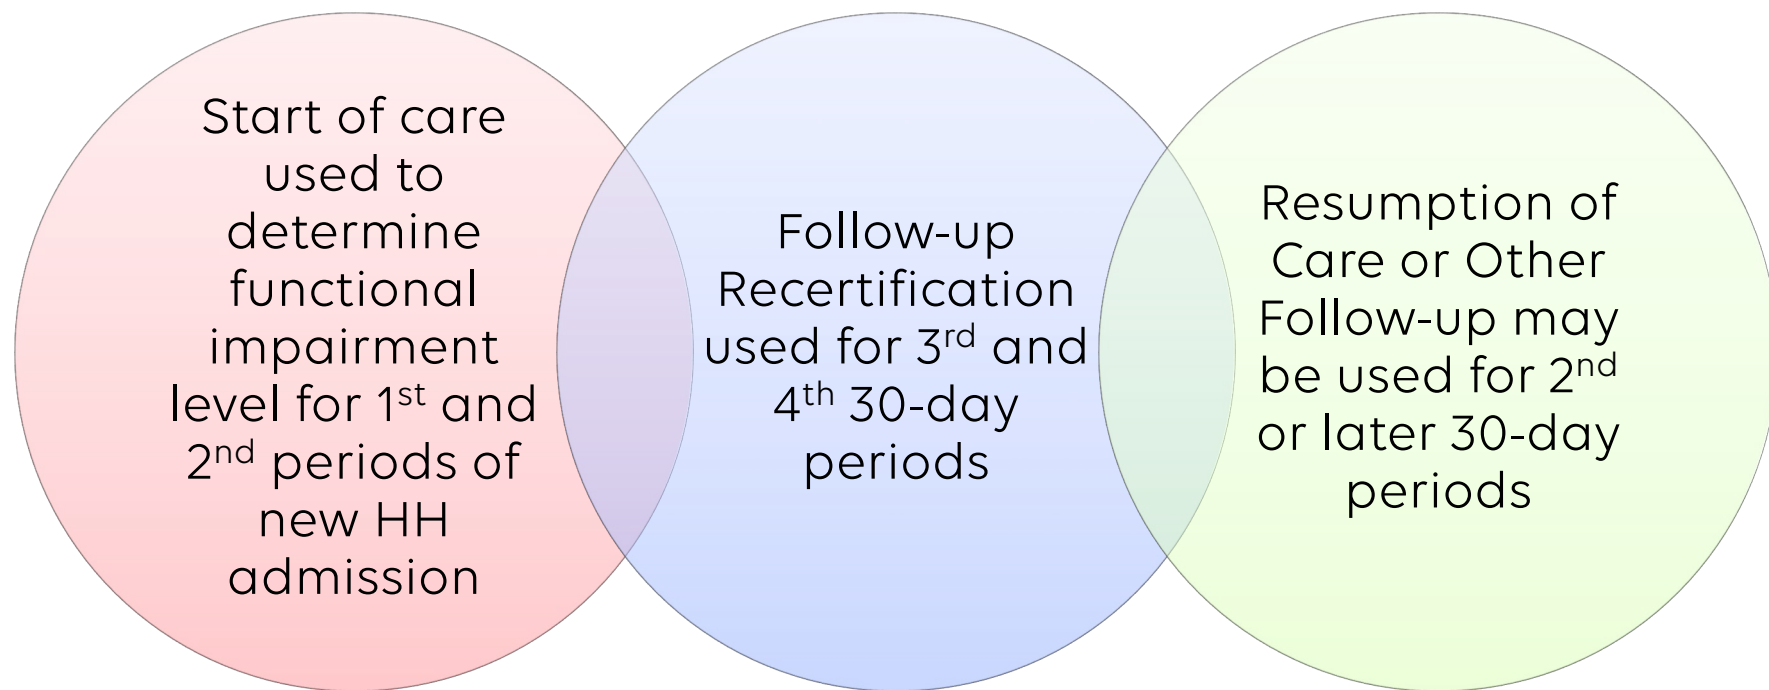 Start of care
used to
determine
functional
impairment
level for 1st and
2nd periods of
new HH
admission
Follow-up
Recertification
used for 3rd and
4th 30-day
periods
Resumption of
Care or Other
Follow-up may
be used for 2nd
or later 30-day
periods